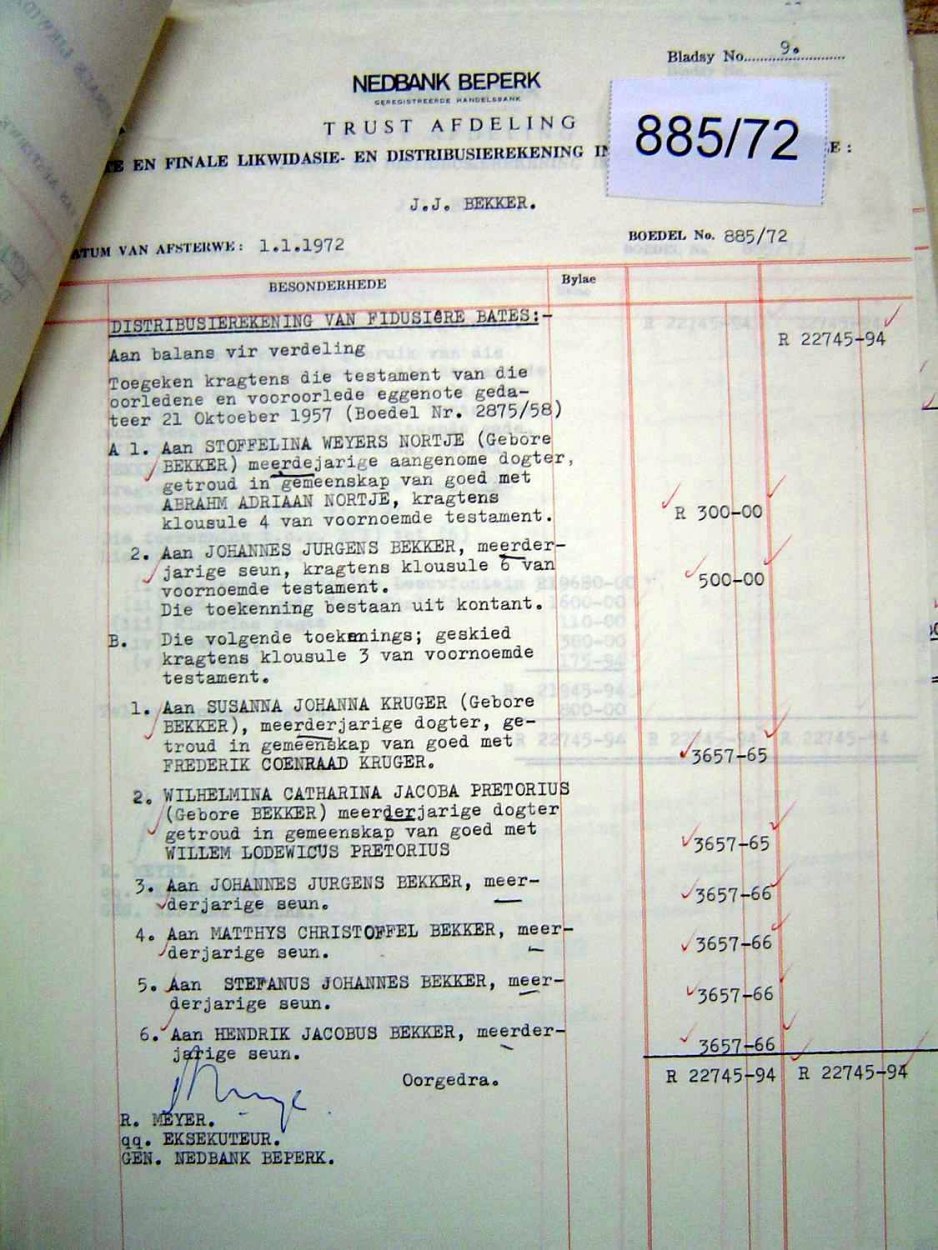 Bladsy No. 9.
NEDBANK BEPERK
GEREGISTREERDE HANDELSBANK
TRUST AFDELING
885/72
EN FINALE LIKWIDASIE- EN DISTRIBUSIEREKENING
J.J. BEKKER.
DATUM VAN AFSTERWE: 1.1.1972
BOEDEL No. 885/72
BESONDERHEDE Bylae
DISTRIBUSIEREKENING VAN FIDUSIÊRE BATES:-
Aan balans vir verdeling R 22745-94
Toegeken kragtens die testament van die
oorledene en vooroorlede eggenote geda-
teer 21 Oktoeber 1957 (Boedel Nr. 2875/58)
A 1. Aan STOFFELINA WEYERS NORTJE (Gebore
BEKKER) meerdejarige aangenome dogter,
getroud in gemeenskap van goed met
ABRAHM ADRIAAN NORTJE, kragtens
klousule 4 van voornoemde testament. R 300-00
2. Aan JOHANNES JURGENS BEKKER, meerder-
jarige seun, kragtens klousule 6 van
voornoemde testament. 500-00
Die toekenning bestaan uit kontant.
B. Die volgende toekennings; geskied
kragtens klousule 3 van voornoemde
testament.
1. Aan SUSANNA JOHANNA KRUGER (Gebore
BEKKER), meerderjarige dogter, ge-
troud in gemeenskap van goed met
FREDERIK COENRAAD KRUGER. 3657-65
2. WILHELMINA CATHARINA JACOBA PRETORIUS
(Gebore BEKKER) meerderjarige dogter
getroud in gemeenskap van goed met
WILLEM LODEWICUS PRETORIUS 3657-65
3. Aan JOHANNES JURGENS BEKKER, meer-
derjarige seun. 3657-66
4. Aan MATTHYS CHRISTOFFEL BEKKER, meer-
derjarige seun. 3657-66
5. Aan STEFANUS JOHANNES BEKKER, meer-
derjarige seun. 3657-66
6. Aan HENDRIK JACOBUS BEKKER, meerder-
jarige seun. 3657-66
Oorgedra. R 22745-94 R 22745-94
R. MEYER.
qq. EKSEKUTEUR.
GEN. NEDBANK BEPERK.